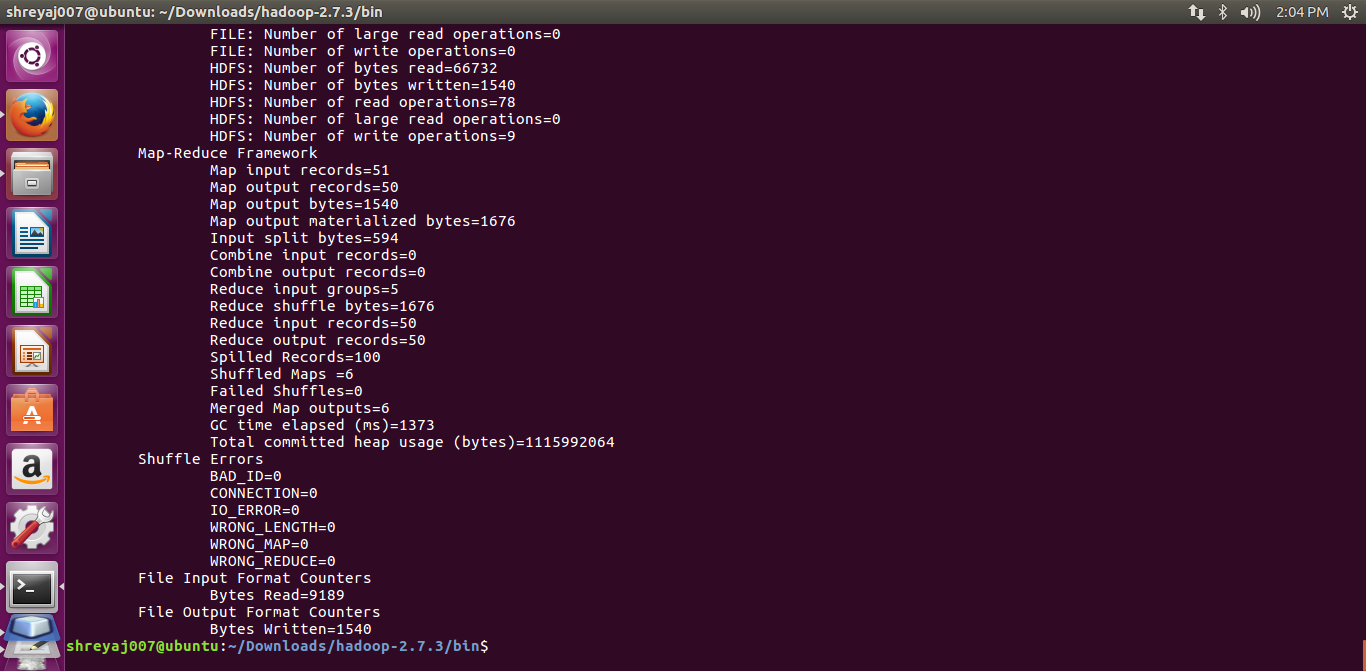 shreyaj007@ubuntu: ~/Downloads/hadoop-2.7.3/bin
2:04 PM
FILE: Number of large read operations=0
FILE: Number of write operations=0
HDFS: Number of bytes read=66732
HDFS: Number of bytes written=1540
HDFS: Number of read operations=78
HDFS: Number of large read operations=0
HDFS: Number of write operations=9
Map-Reduce Framework
Map input records=51
Map output records=50
Map output bytes=1540
Map output materialized bytes=1676
Input split bytes=594
Combine input records=0
Combine output records=0
Reduce input groups=5
Reduce shuffle bytes=1676
Reduce input records=50
Reduce output records=50
Spilled Records=100
Shuffled Maps =6
Failed Shuffles=0
Merged Map outputs=6
GC time elapsed (ms)=1373
Total committed heap usage (bytes)=1115992064
Shuffle Errors
BAD_ID=0
CONNECTION=0
IO_ERROR=0
WRONG_LENGTH=0
WRONG_MAP=0
WRONG_REDUCE=0
File Input Format Counters
Bytes Read=9189
File Output Format Counters
Bytes Written=1540
shreyaj007@ubuntu:~/Downloads/hadoop-2.7.3/bin$